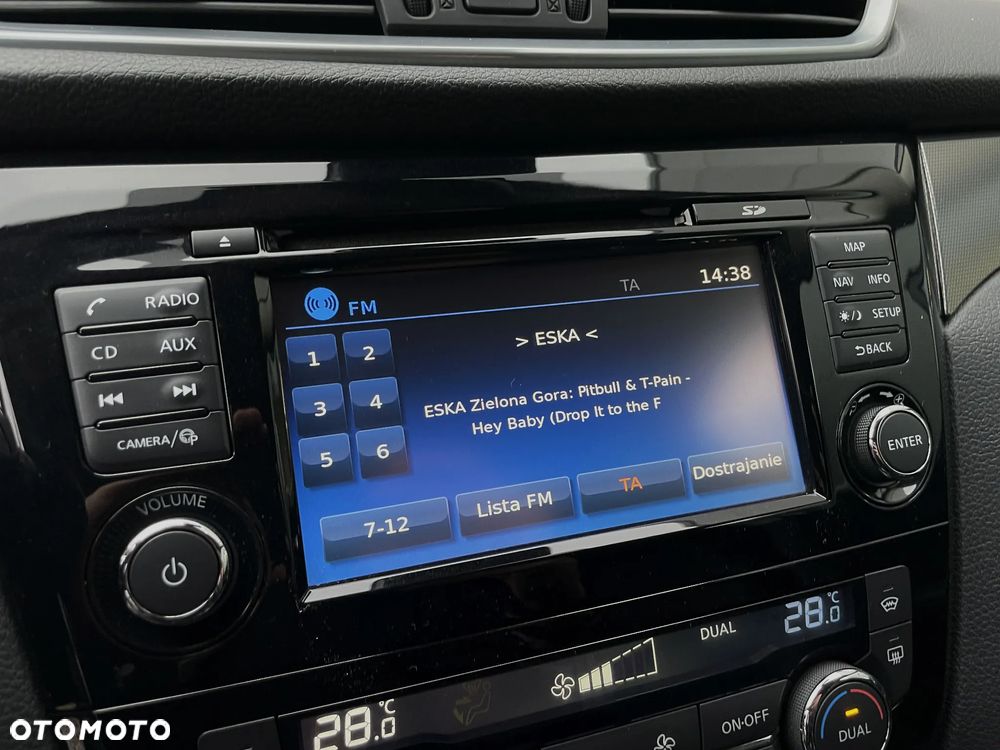 SD
RADIO
CD AUX
CAMERA/
VOLUME
FM TA 14:38
1 2
3 4
5 6
> ESKA <
ESKA Zielona Gora: Pitbull & T-Pain -
Hey Baby (Drop It to the F
7-12 Lista FM TA Dostrajanie
MAP
NAV INFO
SETUP
BACK
ENTER
28.0 °C
DUAL
28.0 °C
ON·OFF
DUAL
OTOMOTO